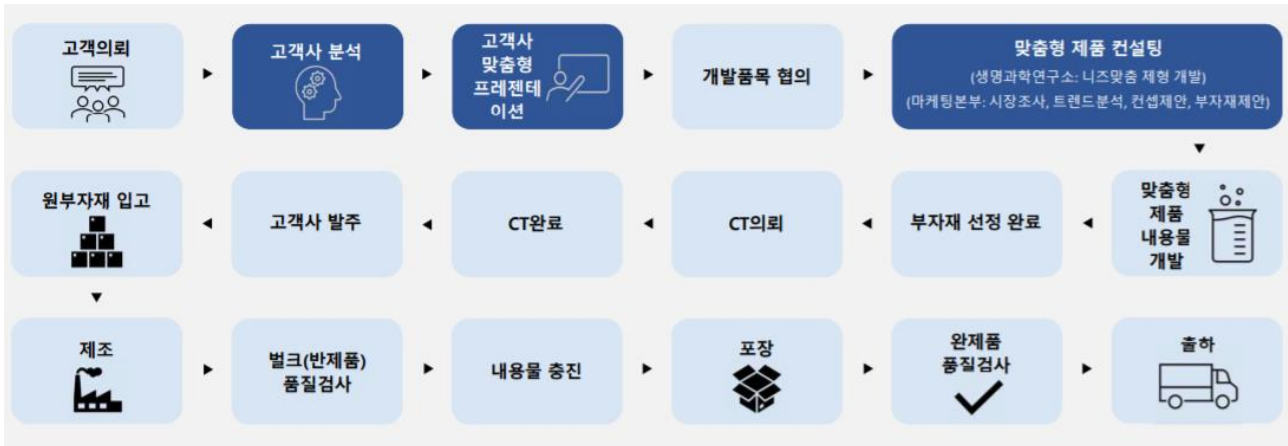 고객의뢰
고객사 분석
고객사
맞춤형
프레젠테
이션
개발품목 협의
맞춤형 제품 컨설팅
(생명과학연구소: 니즈맞춤 제형 개발)
(마케팅본부: 시장조사, 트렌드분석, 컨셉제안, 부자재제안)
맞춤형
제품
내용물
개발
부자재 선정 완료
CT의뢰
CT완료
고객사 발주
원부자재 입고
제조
벌크(반제품)
품질검사
내용물 충진
포장
완제품
품질검사
출하